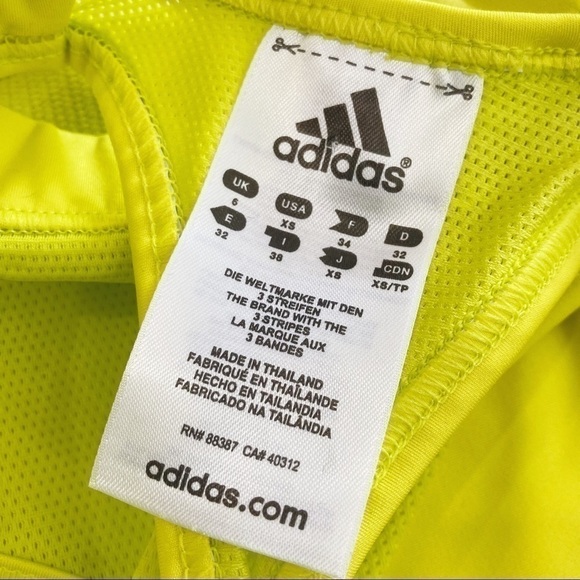 adidas®
UK USA F D
6 XS 34 32
E I J CDN
32 38 XS XS/TP
DIE WELTMARKE MIT DEN
3 STREIFEN
THE BRAND WITH THE
3 STRIPES
LA MARQUE AUX
3 BANDES
MADE IN THAILAND
FABRIQUÉ EN THAÏLANDE
HECHO EN TAILANDIA
FABRICADO NA TAILÂNDIA
RN# 88387 CA# 40312
adidas.com